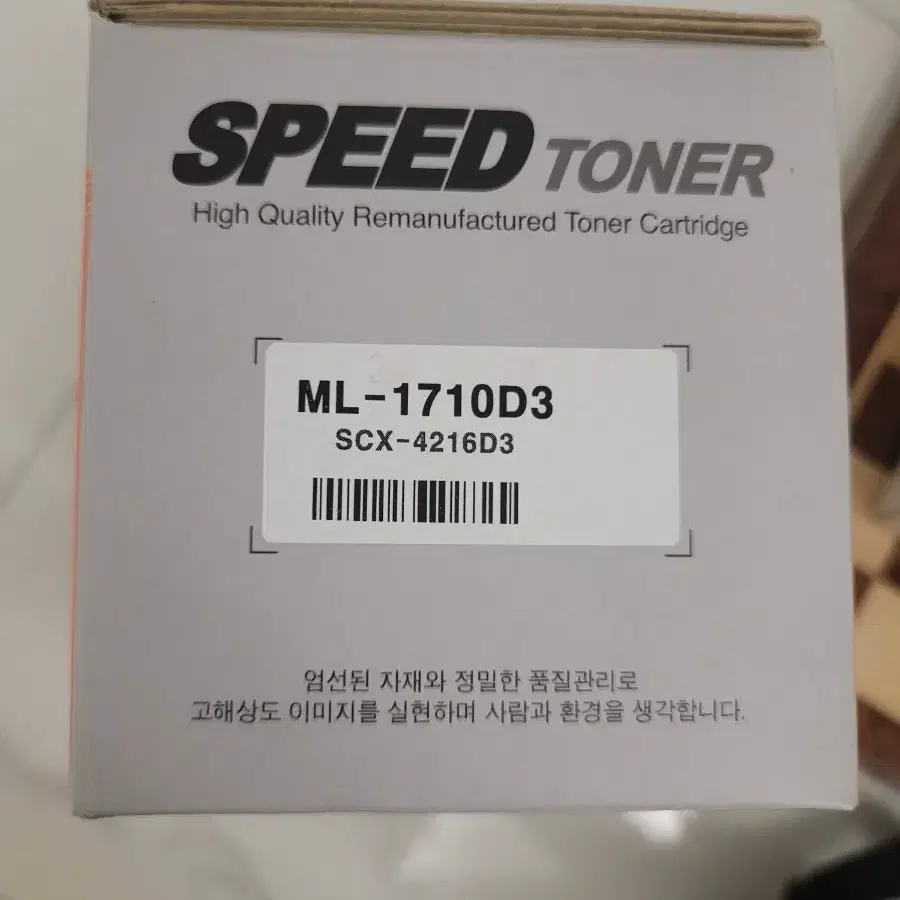 SPEED TONER
High Quality Remanufactured Toner Cartridge
ML-1710D3
SCX-4216D3
엄선된 자재와 정밀한 품질관리로
고해상도 이미지를 실현하며 사람과 환경을 생각합니다.